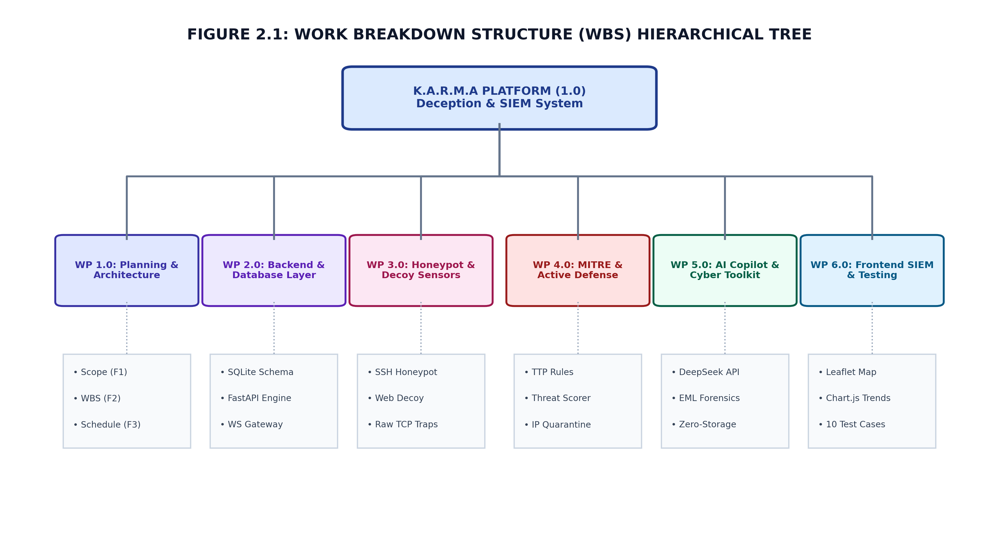 FIGURE 2.1: WORK BREAKDOWN STRUCTURE (WBS) HIERARCHICAL TREE
K.A.R.M.A PLATFORM (1.0)
Deception & SIEM System
WP 1.0: Planning &
Architecture
WP 2.0: Backend &
Database Layer
WP 3.0: Honeypot &
Decoy Sensors
WP 4.0: MITRE &
Active Defense
WP 5.0: AI Copilot &
Cyber Toolkit
WP 6.0: Frontend SIEM
& Testing
• Scope (F1)
• WBS (F2)
• Schedule (F3)
• SQLite Schema
• FastAPI Engine
• WS Gateway
• SSH Honeypot
• Web Decoy
• Raw TCP Traps
• TTP Rules
• Threat Scorer
• IP Quarantine
• DeepSeek API
• EML Forensics
• Zero-Storage
• Leaflet Map
• Chart.js Trends
• 10 Test Cases